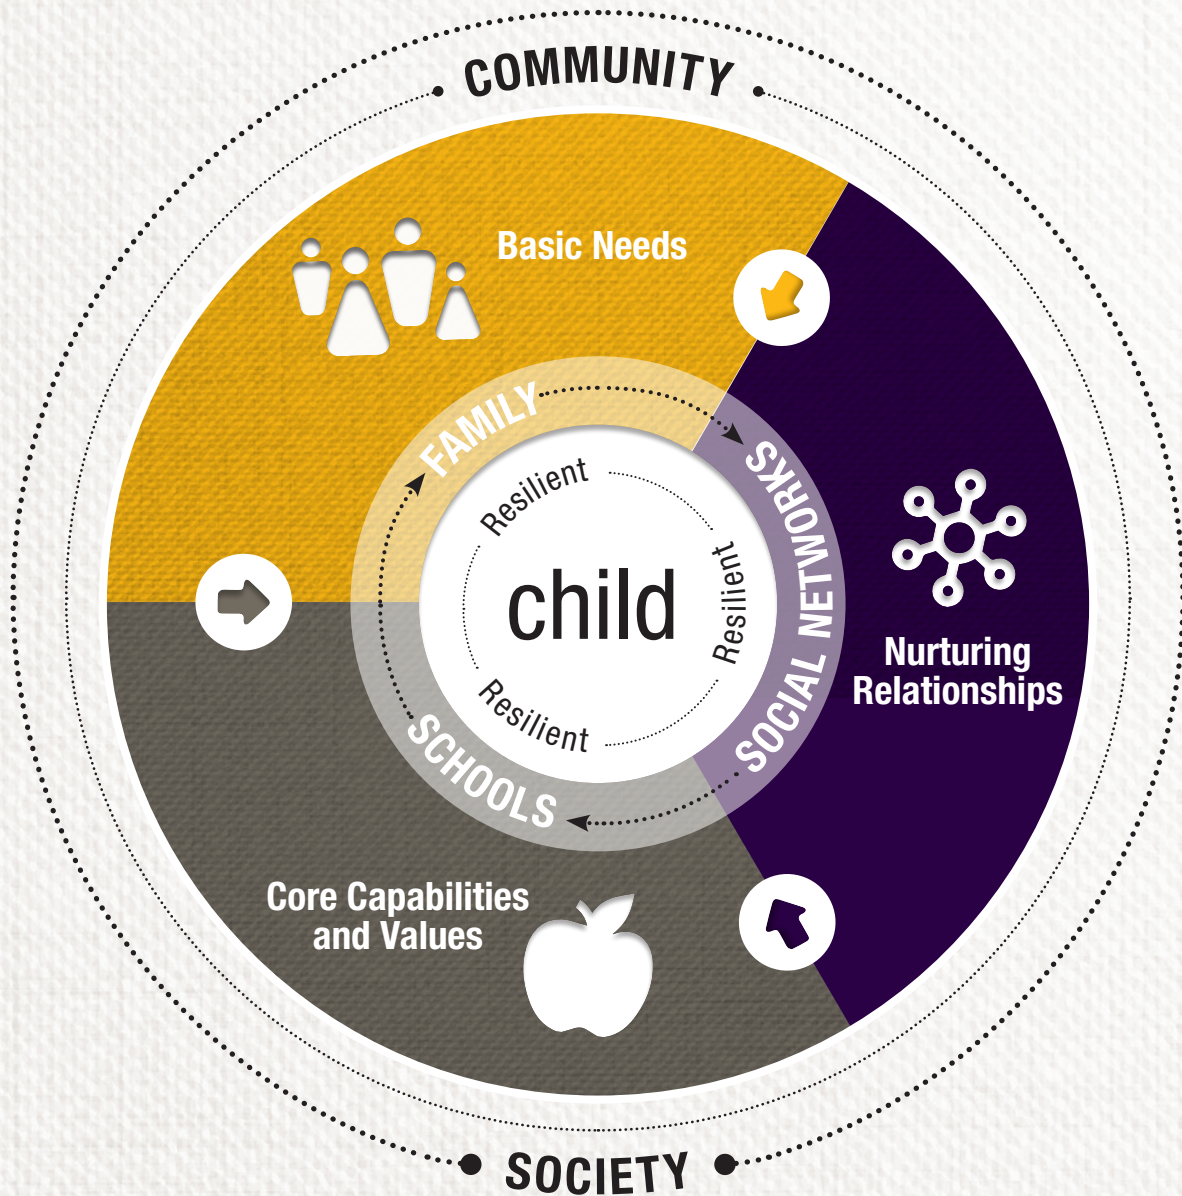 COMMUNITY
Basic Needs
FAMILY
SOCIAL NETWORKS
Resilient
Resilient
child
Resilient
Nurturing
Relationships
SCHOOLS
Core Capabilities
and Values
SOCIETY